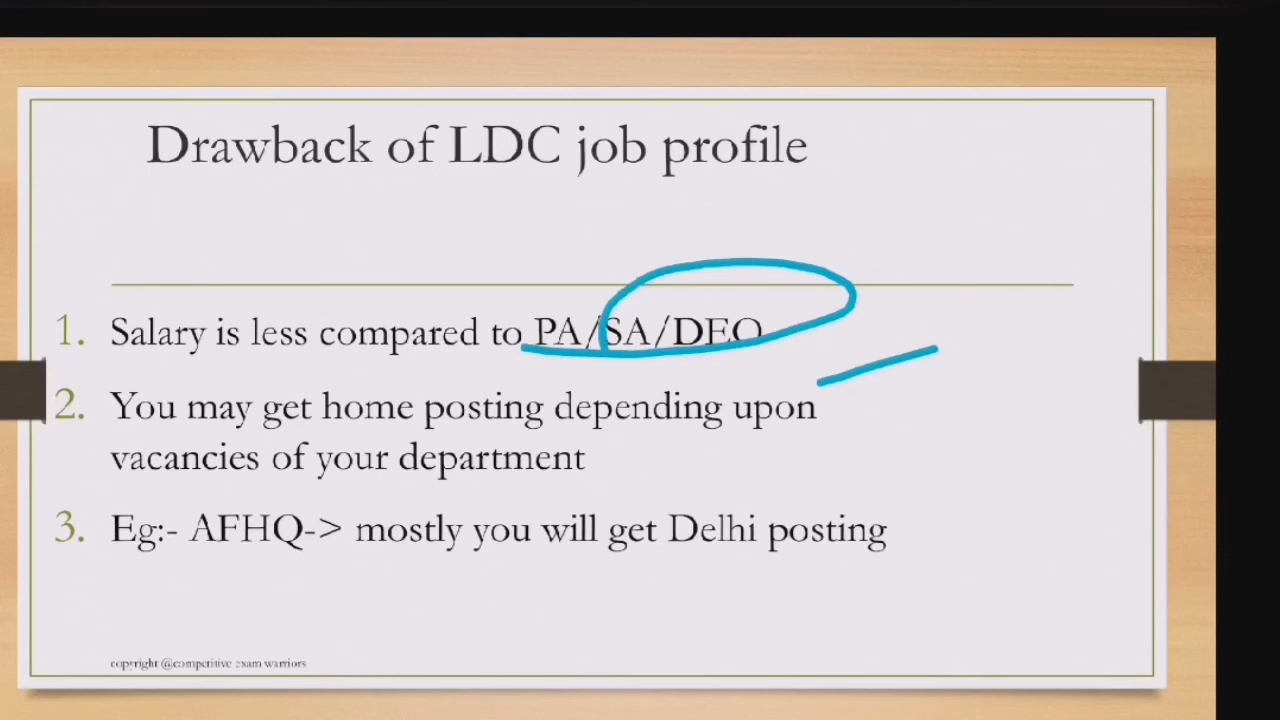 Drawback of LDC job profile
1. Salary is less compared to PA/SA/DEO
2. You may get home posting depending upon
vacancies of your department
3. Eg:- AFHQ-> mostly you will get Delhi posting
copyright @competitive exam warriors